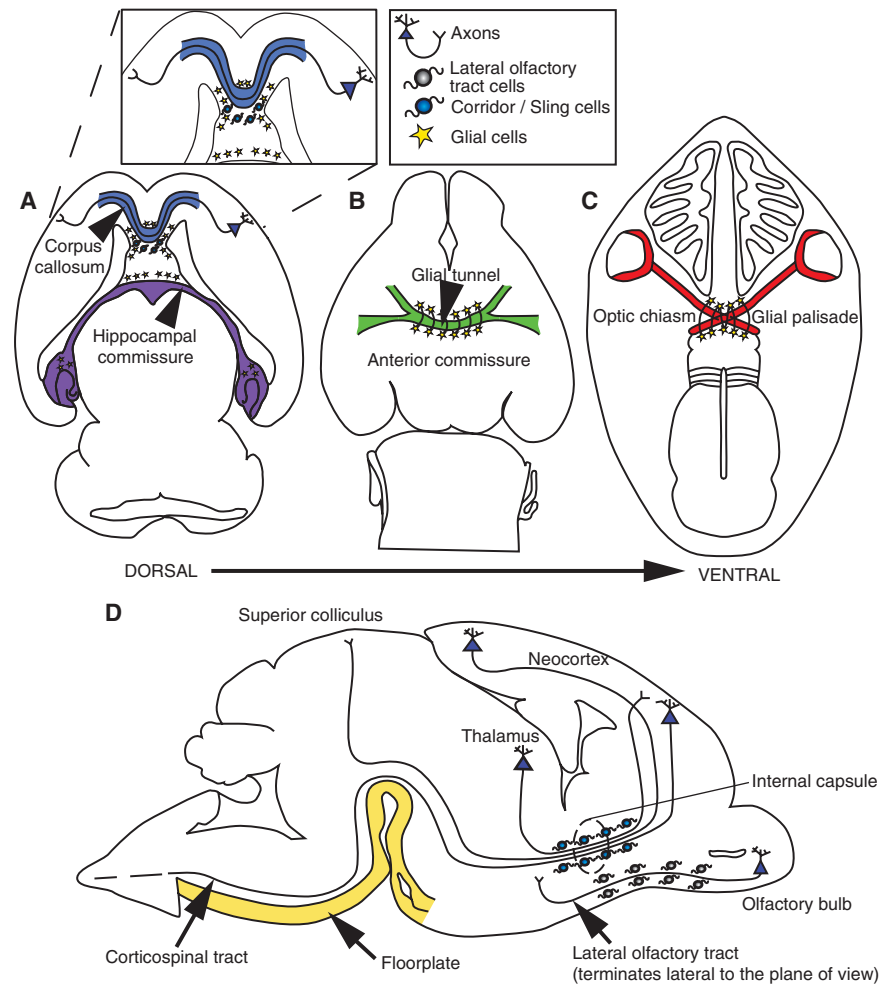 Axons
Lateral olfactory
tract cells
Corridor / Sling cells
Glial cells
A
B
C
Corpus
callosum
Hippocampal
commissure
Glial tunnel
Anterior commissure
Optic chiasm
Glial palisade
DORSAL
VENTRAL
D
Superior colliculus
Neocortex
Thalamus
Internal capsule
Olfactory bulb
Corticospinal tract
Floorplate
Lateral olfactory tract
(terminates lateral to the plane of view)